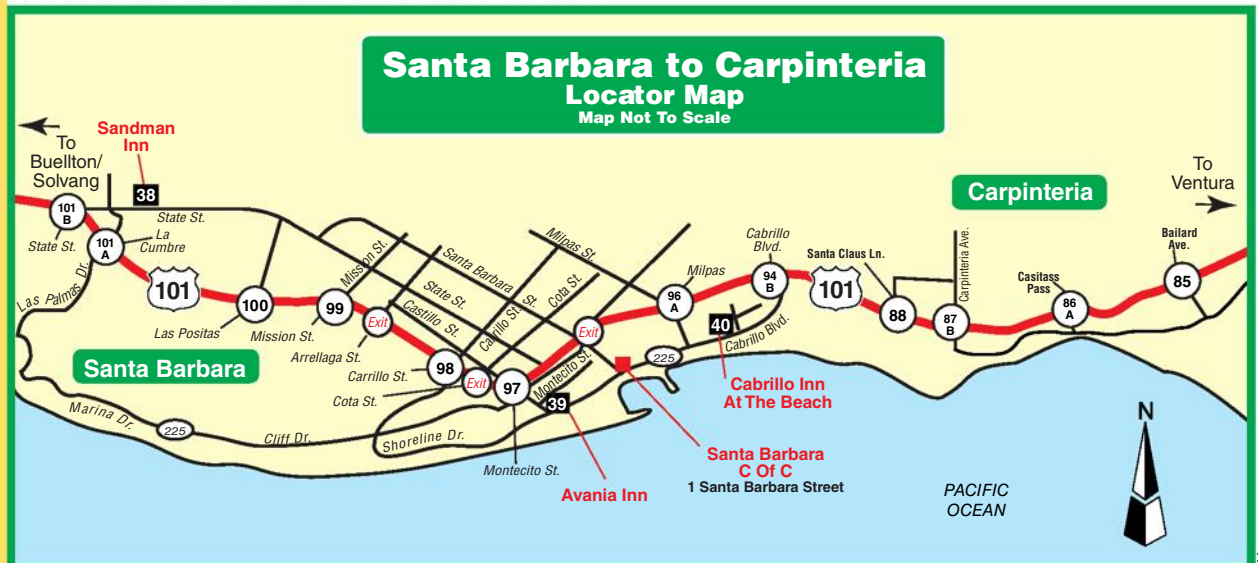 Santa Barbara to Carpinteria
Locator Map
Map Not To Scale
To
Buellton/
Solvang
Sandman
Inn
38
101
B
State St.
State St.
101
A
La
Cumbre
Las Palmas Dr.
101
100
Las Positas
99
Mission St.
Mission St.
Exit
Arrellaga St.
Santa Barbara St.
State St.
Castillo St.
Carrillo St.
Cota St.
Milpas St.
98
Carrillo St.
Exit
Cota St.
97
Montecito St.
Montecito St.
39
Avania Inn
Exit
96
A
Milpas
Cabrillo
Blvd.
94
B
40
Cabrillo Blvd.
225
Cabrillo Inn
At The Beach
Santa Barbara
C Of C
1 Santa Barbara Street
Santa Barbara
Marina Dr.
225
Cliff Dr.
Shoreline Dr.
101
Santa Claus Ln.
88
87
B
Carpinteria Ave.
Carpinteria
Casitass
Pass
86
A
Bailard
Ave.
85
To
Ventura
PACIFIC
OCEAN
N